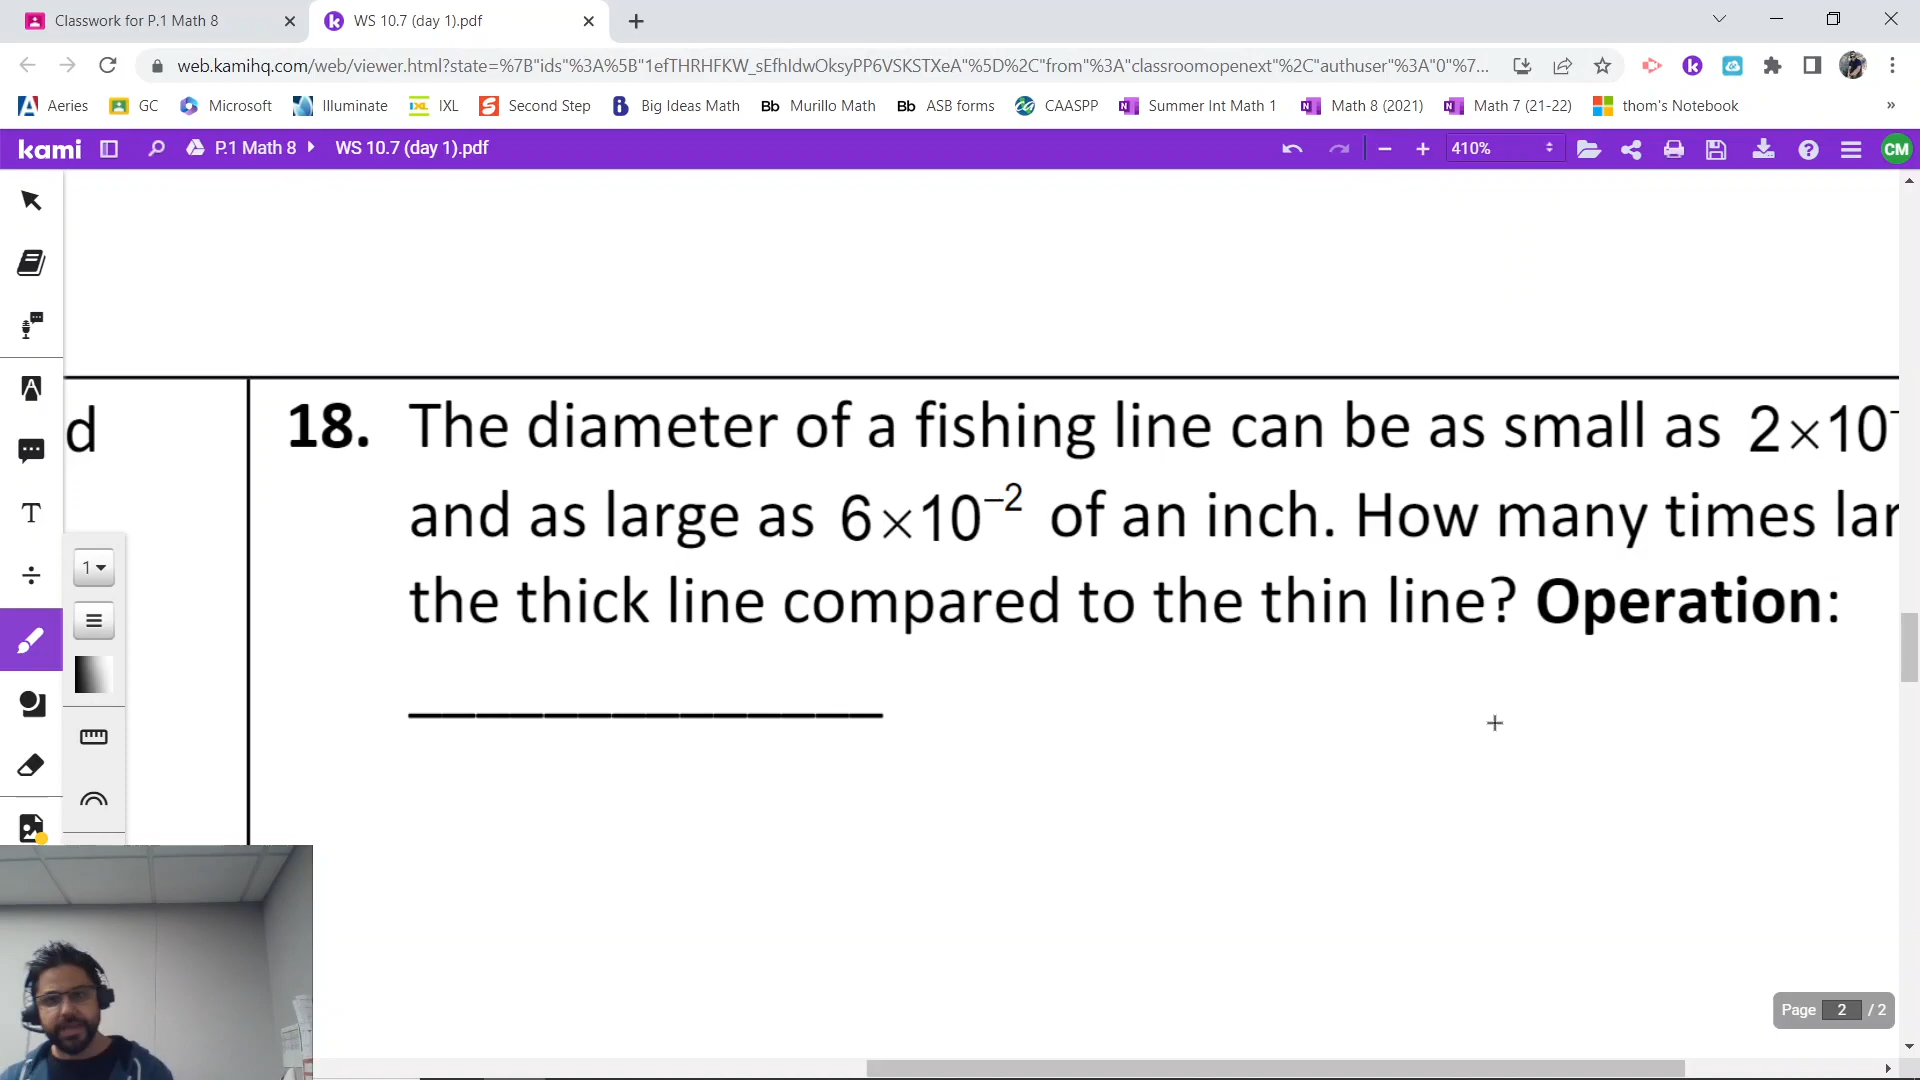 Classwork for P.1 Math 8
WS 10.7 (day 1).pdf
web.kamihq.com/web/viewer.html?state=%7B"ids"%3A%5B"1efTHRHFKW_sEfhIdwOksyPP6VSKSTXeA"%5D%2C"from"%3A"classroomopenext"%2C"authuser"%3A"0"%7...
Aeries GC Microsoft Illuminate IXL Second Step Big Ideas Math Bb Murillo Math Bb ASB forms CAASPP Summer Int Math 1 Math 8 (2021) Math 7 (21-22) thom's Notebook »
kami P.1 Math 8 WS 10.7 (day 1).pdf 410% CM
d
18. The diameter of a fishing line can be as small as 2×10⁻
and as large as 6×10⁻² of an inch. How many times lar
the thick line compared to the thin line? Operation:
______________
1
Page 2 / 2